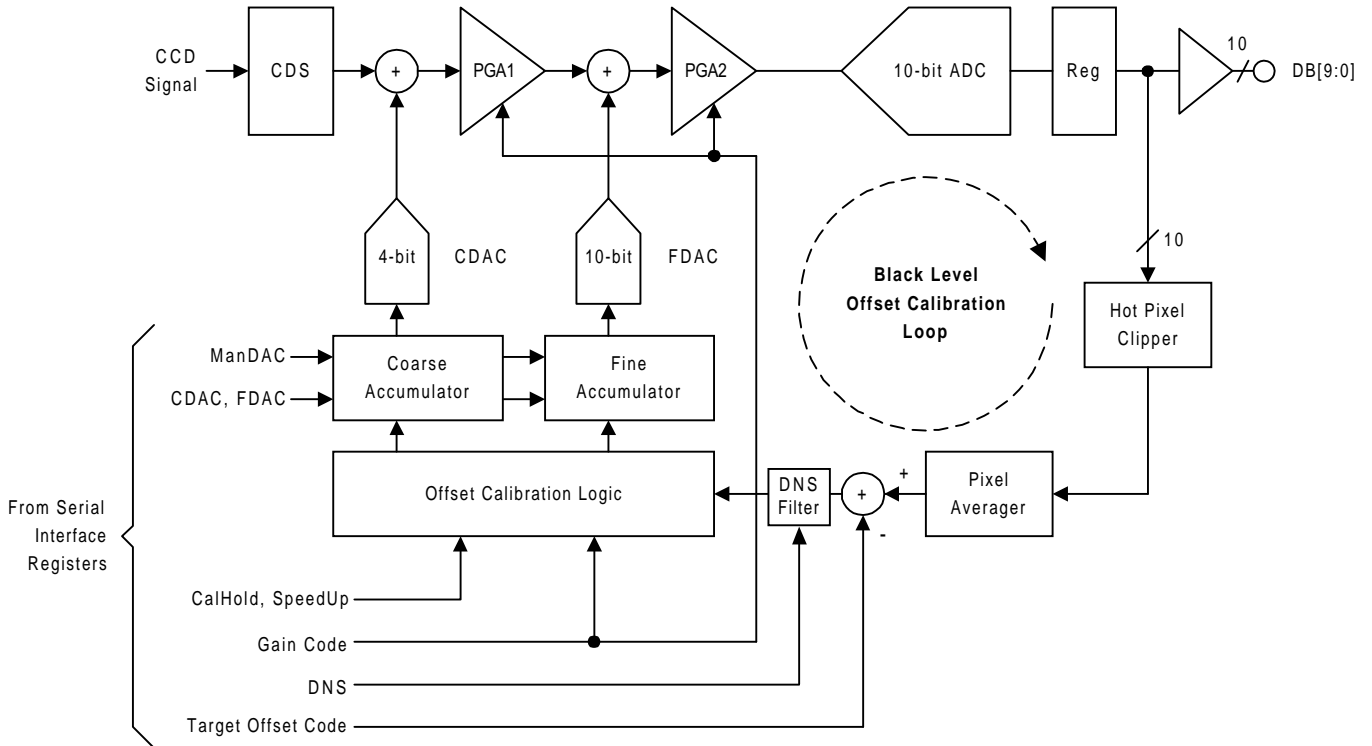 CCD
Signal
CDS
+
PGA1
+
PGA2
10-bit ADC
Reg
10
DB[9:0]
4-bit
CDAC
10-bit
FDAC
10
Black Level
Offset Calibration
Loop
Hot Pixel
Clipper
ManDAC
CDAC, FDAC
Coarse
Accumulator
Fine
Accumulator
Offset Calibration Logic
DNS
Filter
+
+
-
Pixel
Averager
From Serial
Interface
Registers
CalHold, SpeedUp
Gain Code
DNS
Target Offset Code